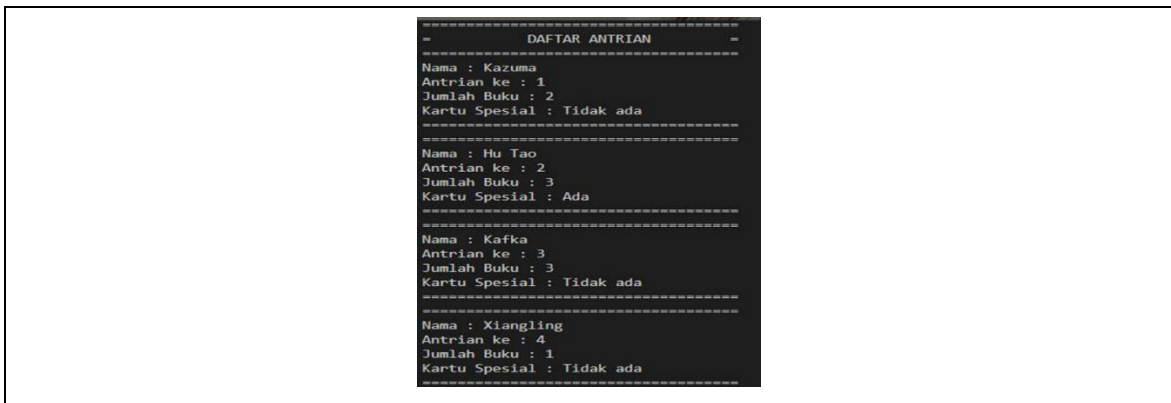 =====================================
=          DAFTAR ANTRIAN         =
=====================================
Nama : Kazuma
Antrian ke : 1
Jumlah Buku : 2
Kartu Spesial : Tidak ada
=====================================
=====================================
Nama : Hu Tao
Antrian ke : 2
Jumlah Buku : 3
Kartu Spesial : Ada
=====================================
=====================================
Nama : Kafka
Antrian ke : 3
Jumlah Buku : 3
Kartu Spesial : Tidak ada
=====================================
=====================================
Nama : Xiangling
Antrian ke : 4
Jumlah Buku : 1
Kartu Spesial : Tidak ada
=====================================